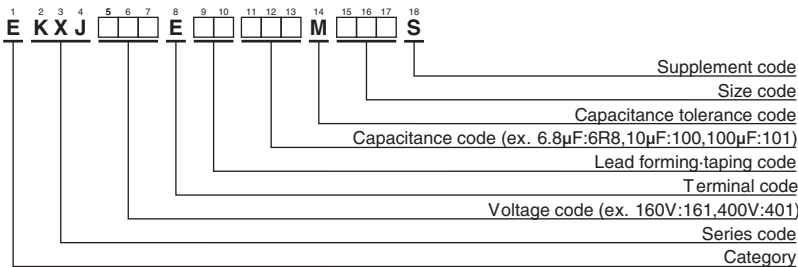 1 2 3 4 5 6 7 8 9 10 11 12 13 14 15 16 17 18
E KXJ E M S
Supplement code
Size code
Capacitance tolerance code
Capacitance code (ex. 6.8μF:6R8,10μF:100,100μF:101)
Lead forming·taping code
Terminal code
Voltage code (ex. 160V:161,400V:401)
Series code
Category